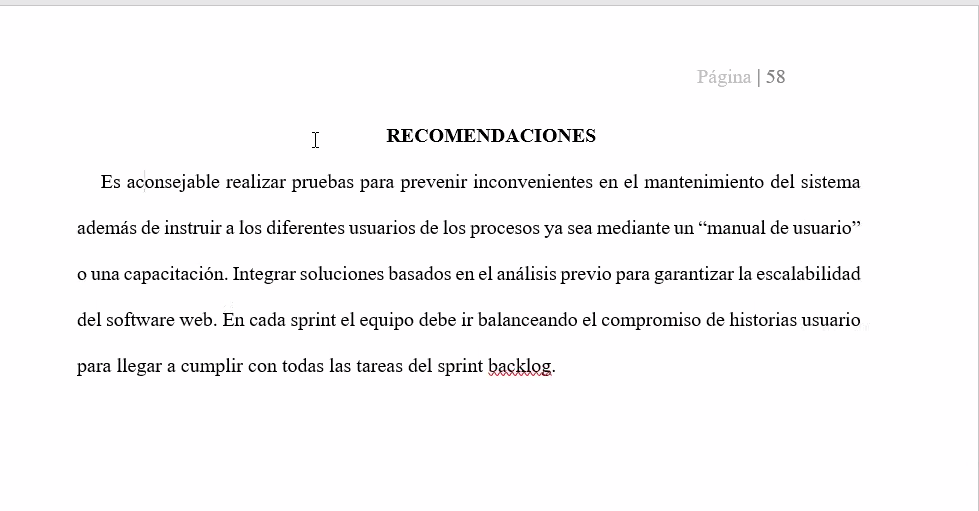 Página | 58
RECOMENDACIONES
Es aconsejable realizar pruebas para prevenir inconvenientes en el mantenimiento del sistema
además de instruir a los diferentes usuarios de los procesos ya sea mediante un “manual de usuario”
o una capacitación. Integrar soluciones basados en el análisis previo para garantizar la escalabilidad
del software web. En cada sprint el equipo debe ir balanceando el compromiso de historias usuario
para llegar a cumplir con todas las tareas del sprint backlog.